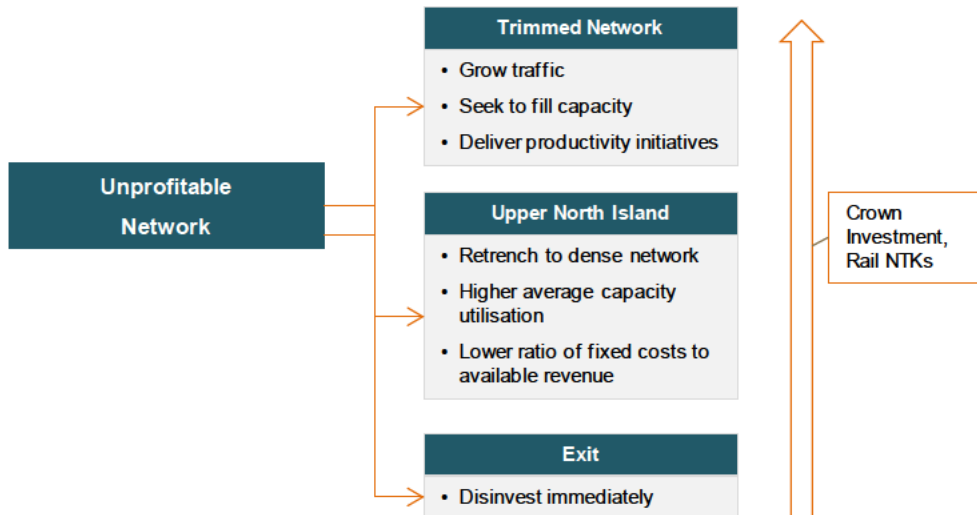 Trimmed Network
• Grow traffic
• Seek to fill capacity
• Deliver productivity initiatives
Unprofitable
Network
Upper North Island
• Retrench to dense network
• Higher average capacity
utilisation
• Lower ratio of fixed costs to
available revenue
Crown
Investment,
Rail NTKs
Exit
• Disinvest immediately